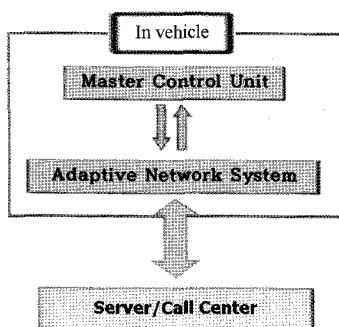 In vehicle
Master Control Unit
Adaptive Network System
Server/Call Center